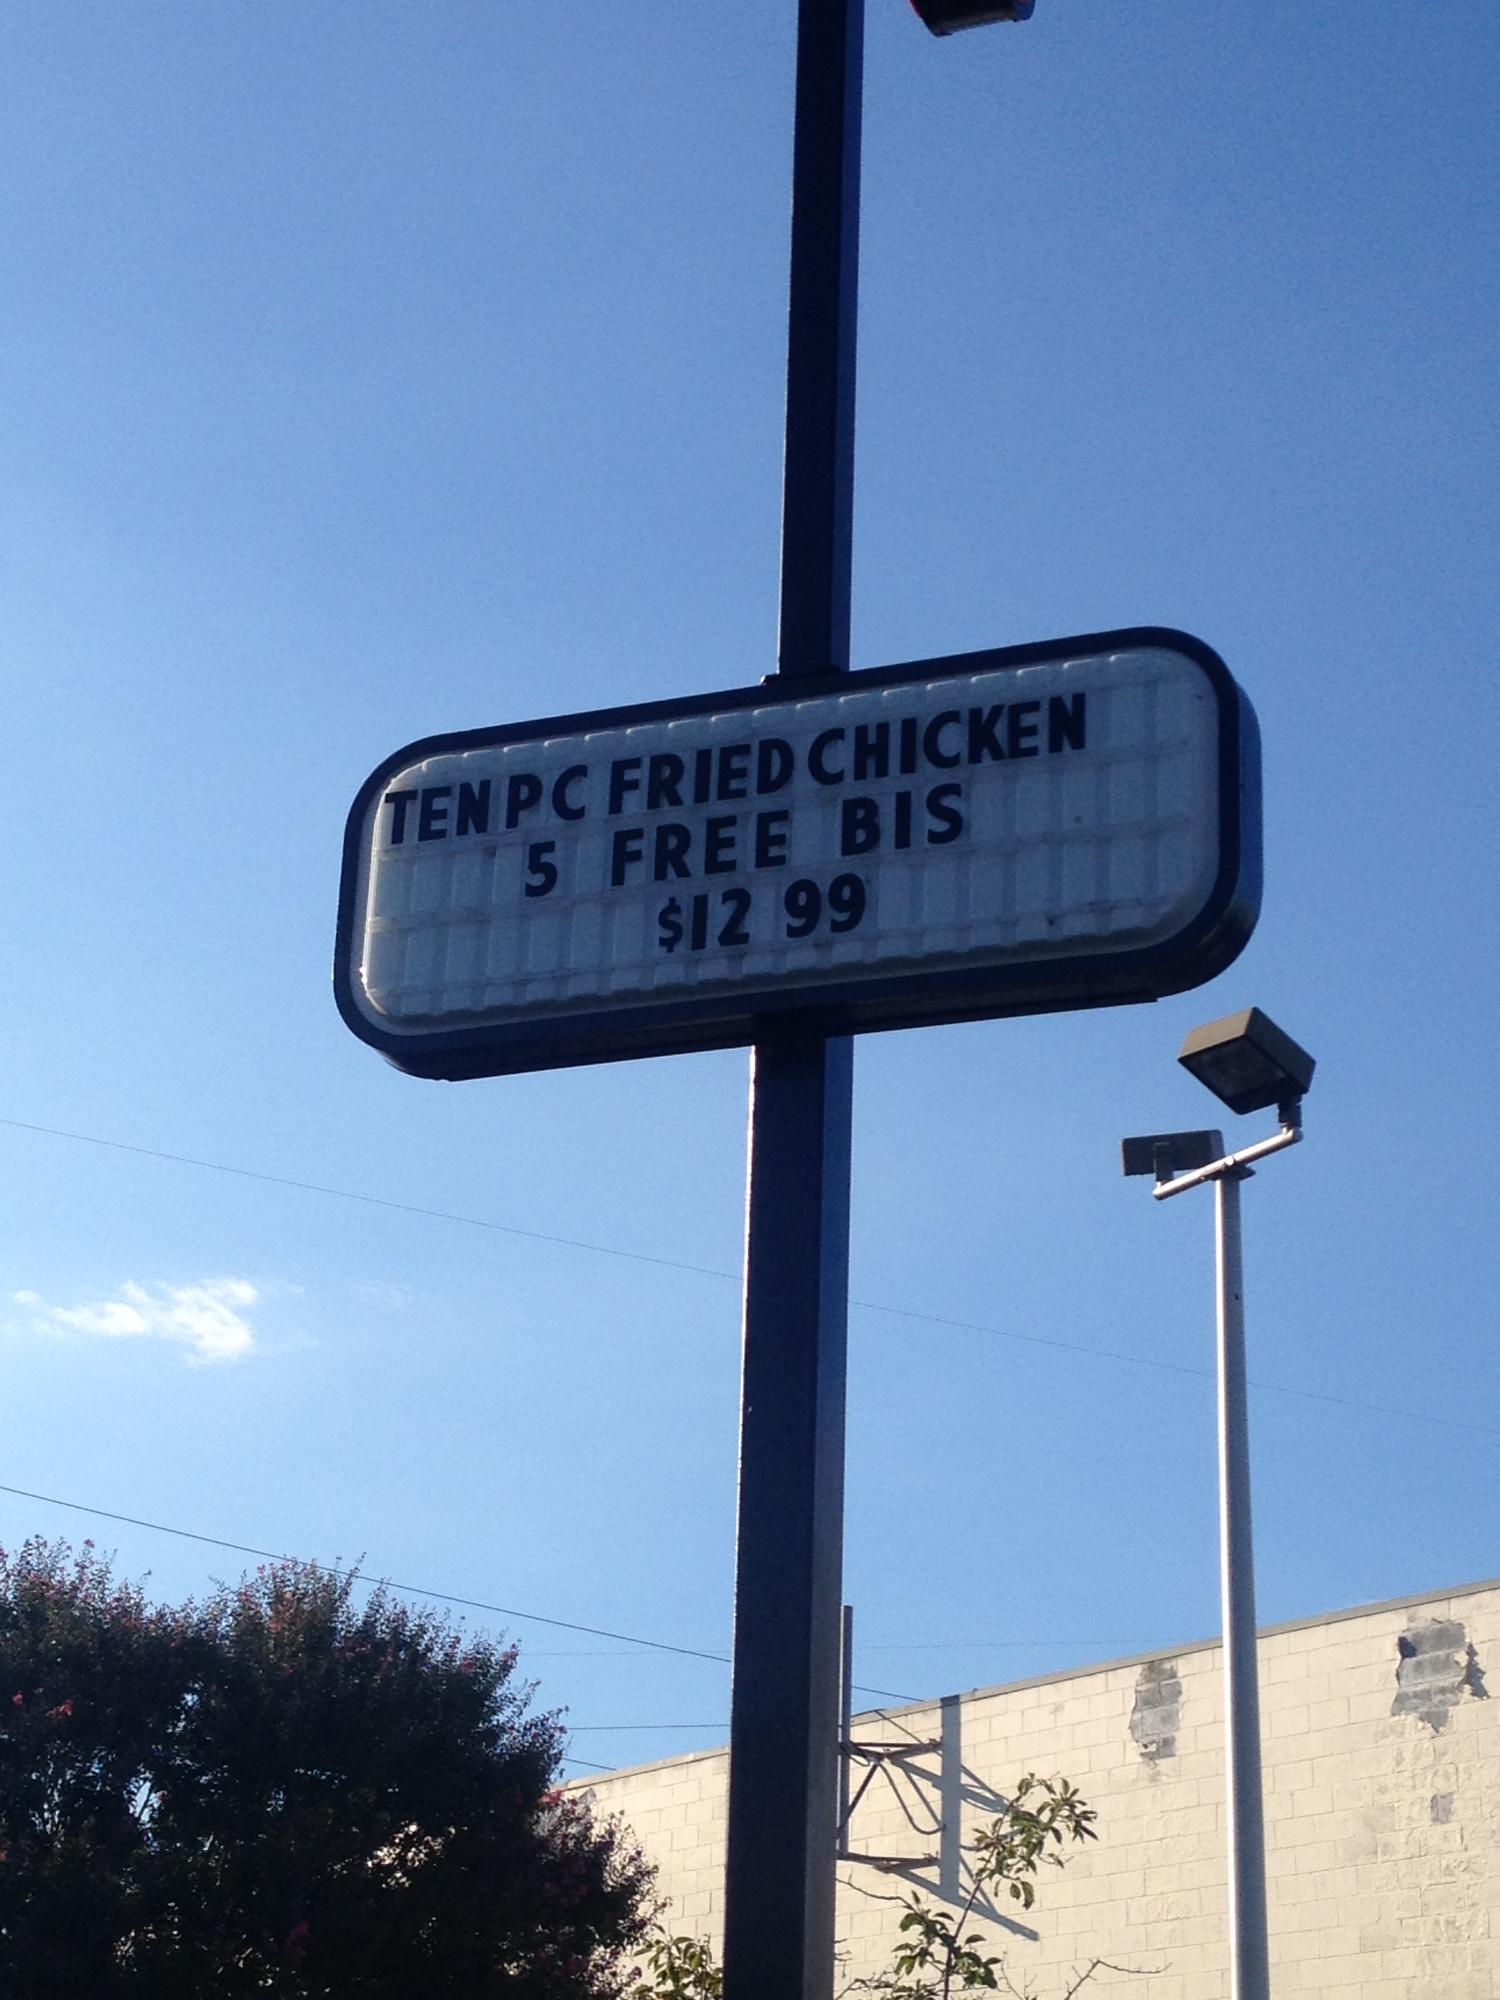 TEN PC FRIED CHICKEN
5 FREE BIS
$12 99